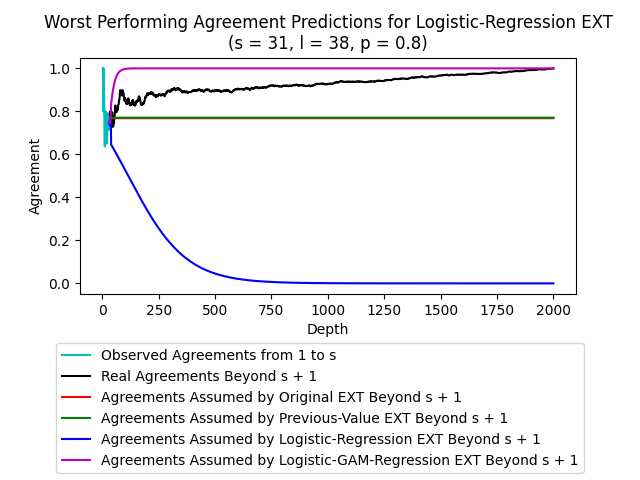 Worst Performing Agreement Predictions for Logistic-Regression EXT
(s = 31, l = 38, p = 0.8)
1.0
0.8
0.6
0.4
0.2
0.0
Agreement
0 250 500 750 1000 1250 1500 1750 2000
Depth
Observed Agreements from 1 to s
Real Agreements Beyond s + 1
Agreements Assumed by Original EXT Beyond s + 1
Agreements Assumed by Previous-Value EXT Beyond s + 1
Agreements Assumed by Logistic-Regression EXT Beyond s + 1
Agreements Assumed by Logistic-GAM-Regression EXT Beyond s + 1